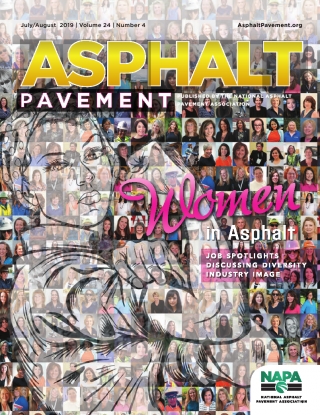 July/August, 2019 | Volume 24 | Number 4
AsphaltPavement.org
ASPHALT
PAVEMENT
PUBLISHED BY THE NATIONAL ASPHALT
PAVEMENT ASSOCIATION
Women
in Asphalt
JOB SPOTLIGHTS
DISCUSSING DIVERSITY
INDUSTRY IMAGE
NAPA
NATIONAL ASPHALT
PAVEMENT ASSOCIATION